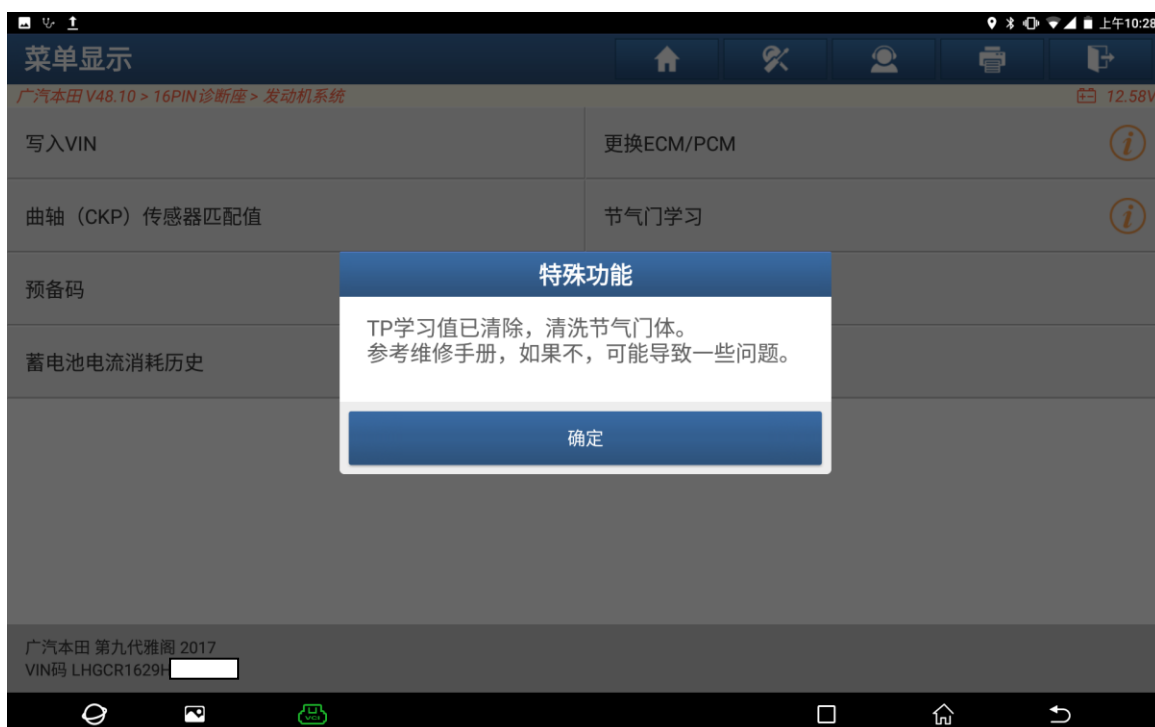 上午10:28
菜单显示
广汽本田 V48.10 > 16PIN诊断座 > 发动机系统
12.58V
写入VIN
更换ECM/PCM
曲轴（CKP）传感器匹配值
节气门学习
特殊功能
预备码
TP学习值已清除，清洗节气门体。
参考维修手册，如果不，可能导致一些问题。
蓄电池电流消耗历史
确定
广汽本田 第九代雅阁 2017
VIN码 LHGCR1629H
VCI